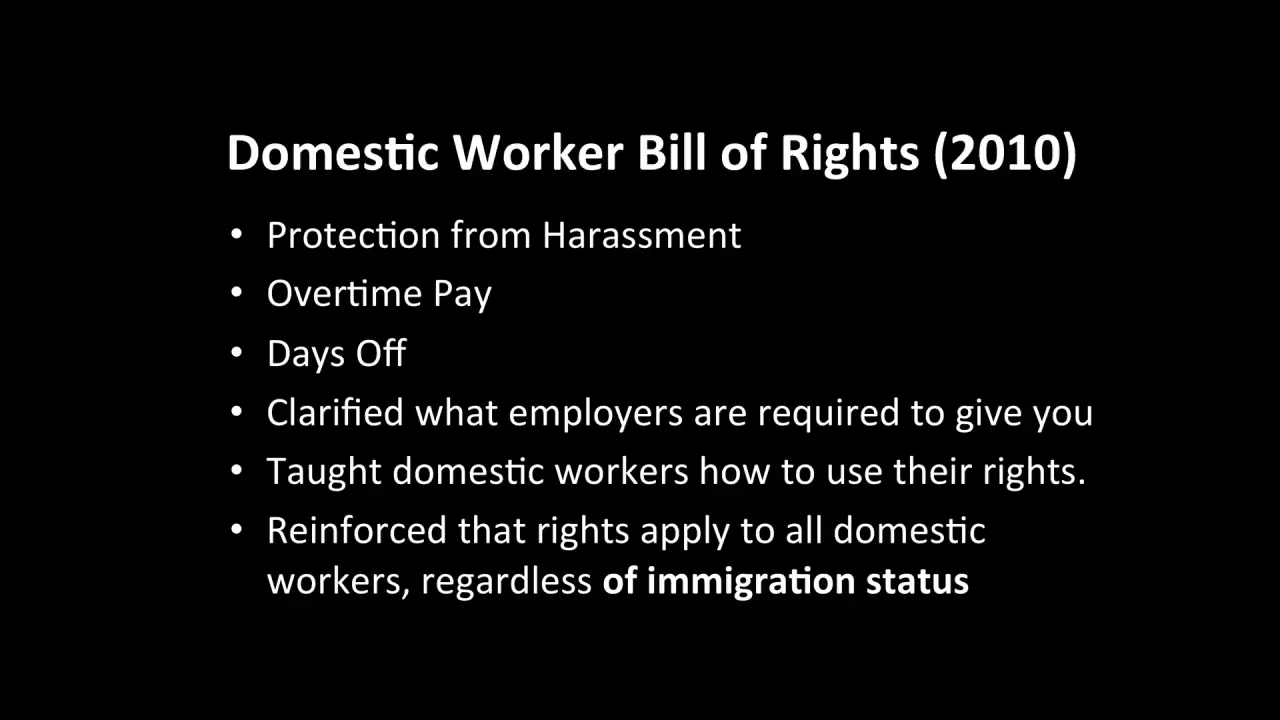 Domestic Worker Bill of Rights (2010)
• Protection from Harassment
• Overtime Pay
• Days Off
• Clarified what employers are required to give you
• Taught domestic workers how to use their rights.
• Reinforced that rights apply to all domestic
workers, regardless of immigration status